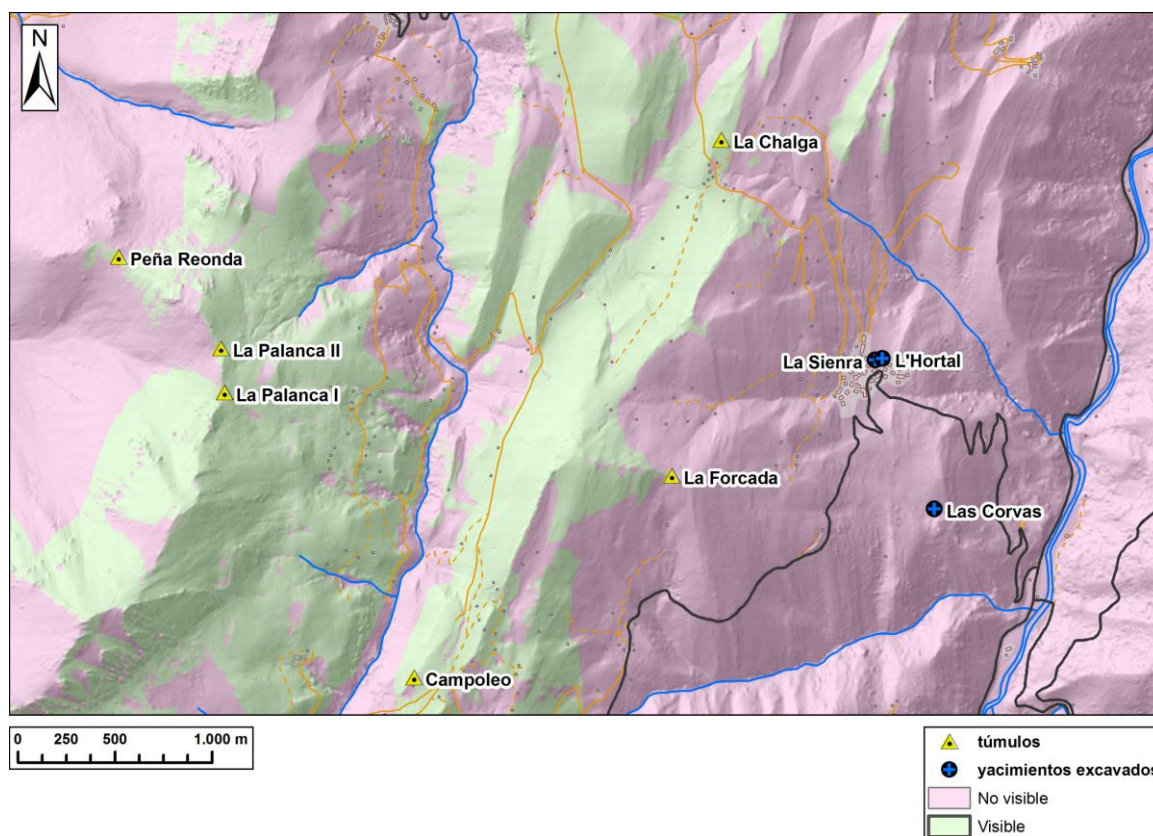 N
La Chalga
Peña Reonda
La Palanca II
La Sienra
L'Hortal
La Palanca I
La Forcada
Las Corvas
Campoleo
0 250 500 1.000 m
túmulos
yacimientos excavados
No visible
Visible